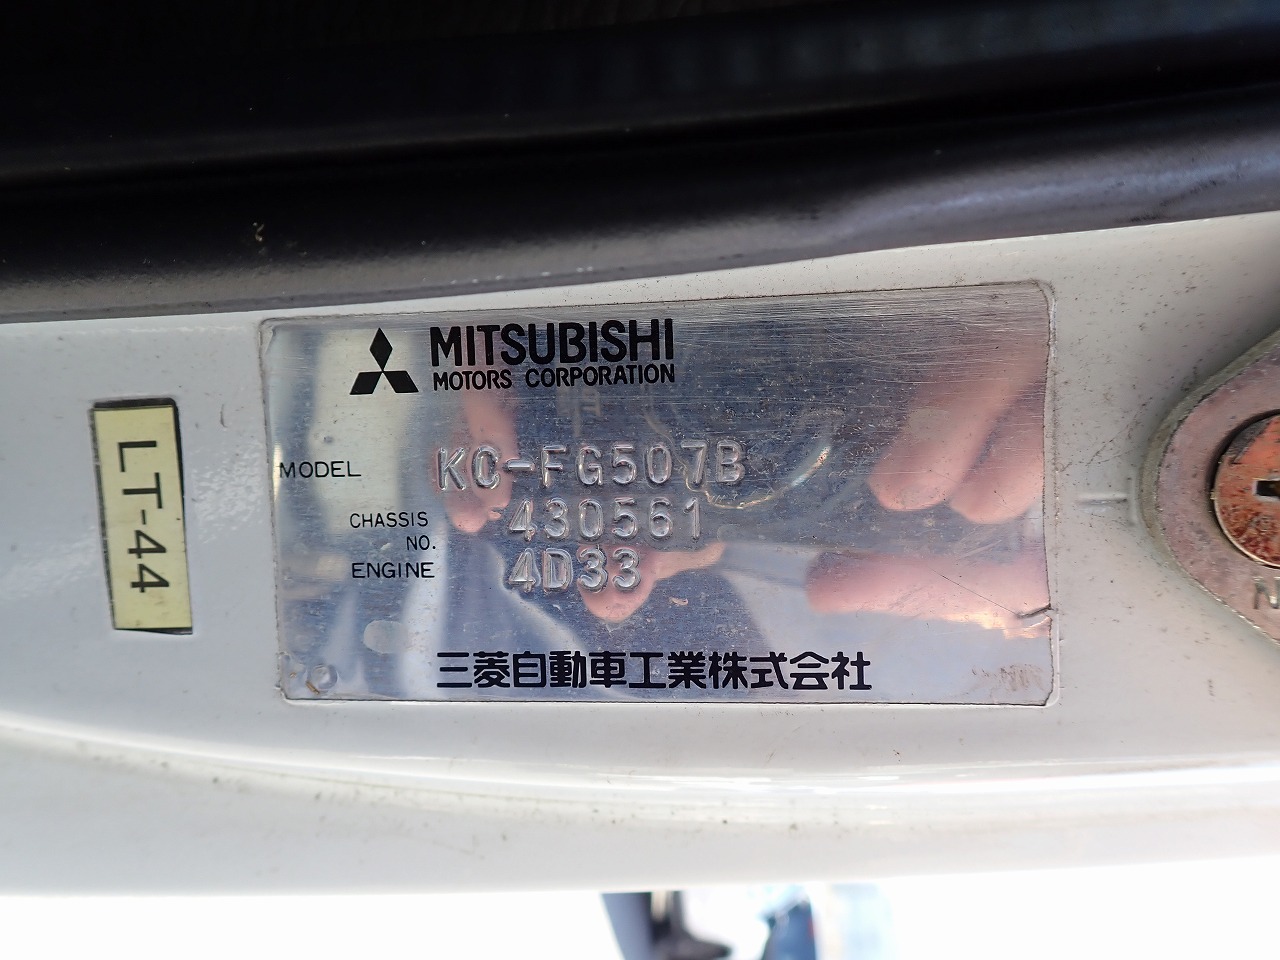 MITSUBISHI
MOTORS CORPORATION
MODEL KC-FG507B
CHASSIS NO. 430561
ENGINE 4D33
三菱自動車工業株式会社
LT-44